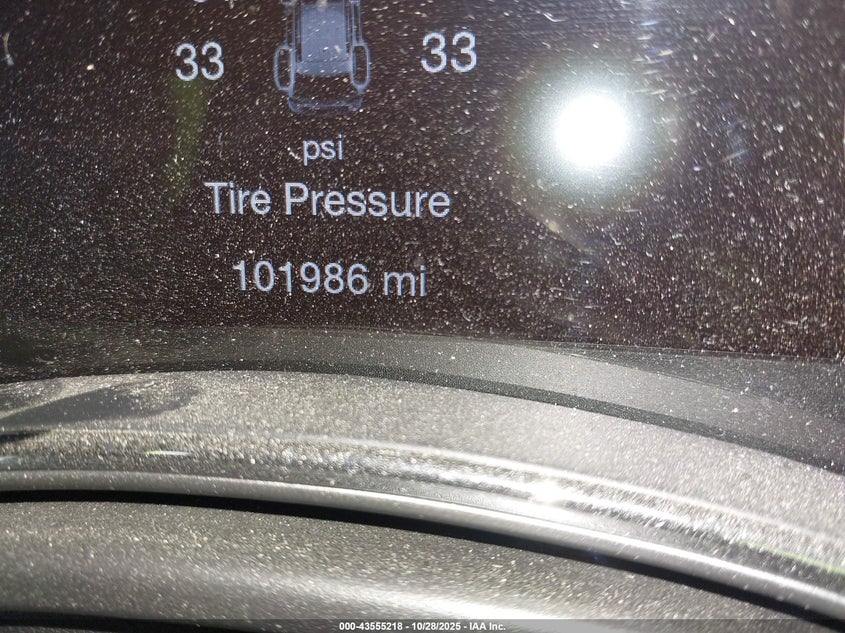 33 33
psi
Tire Pressure
101986 mi
000-43555218 - 10/28/2025 - IAA Inc.